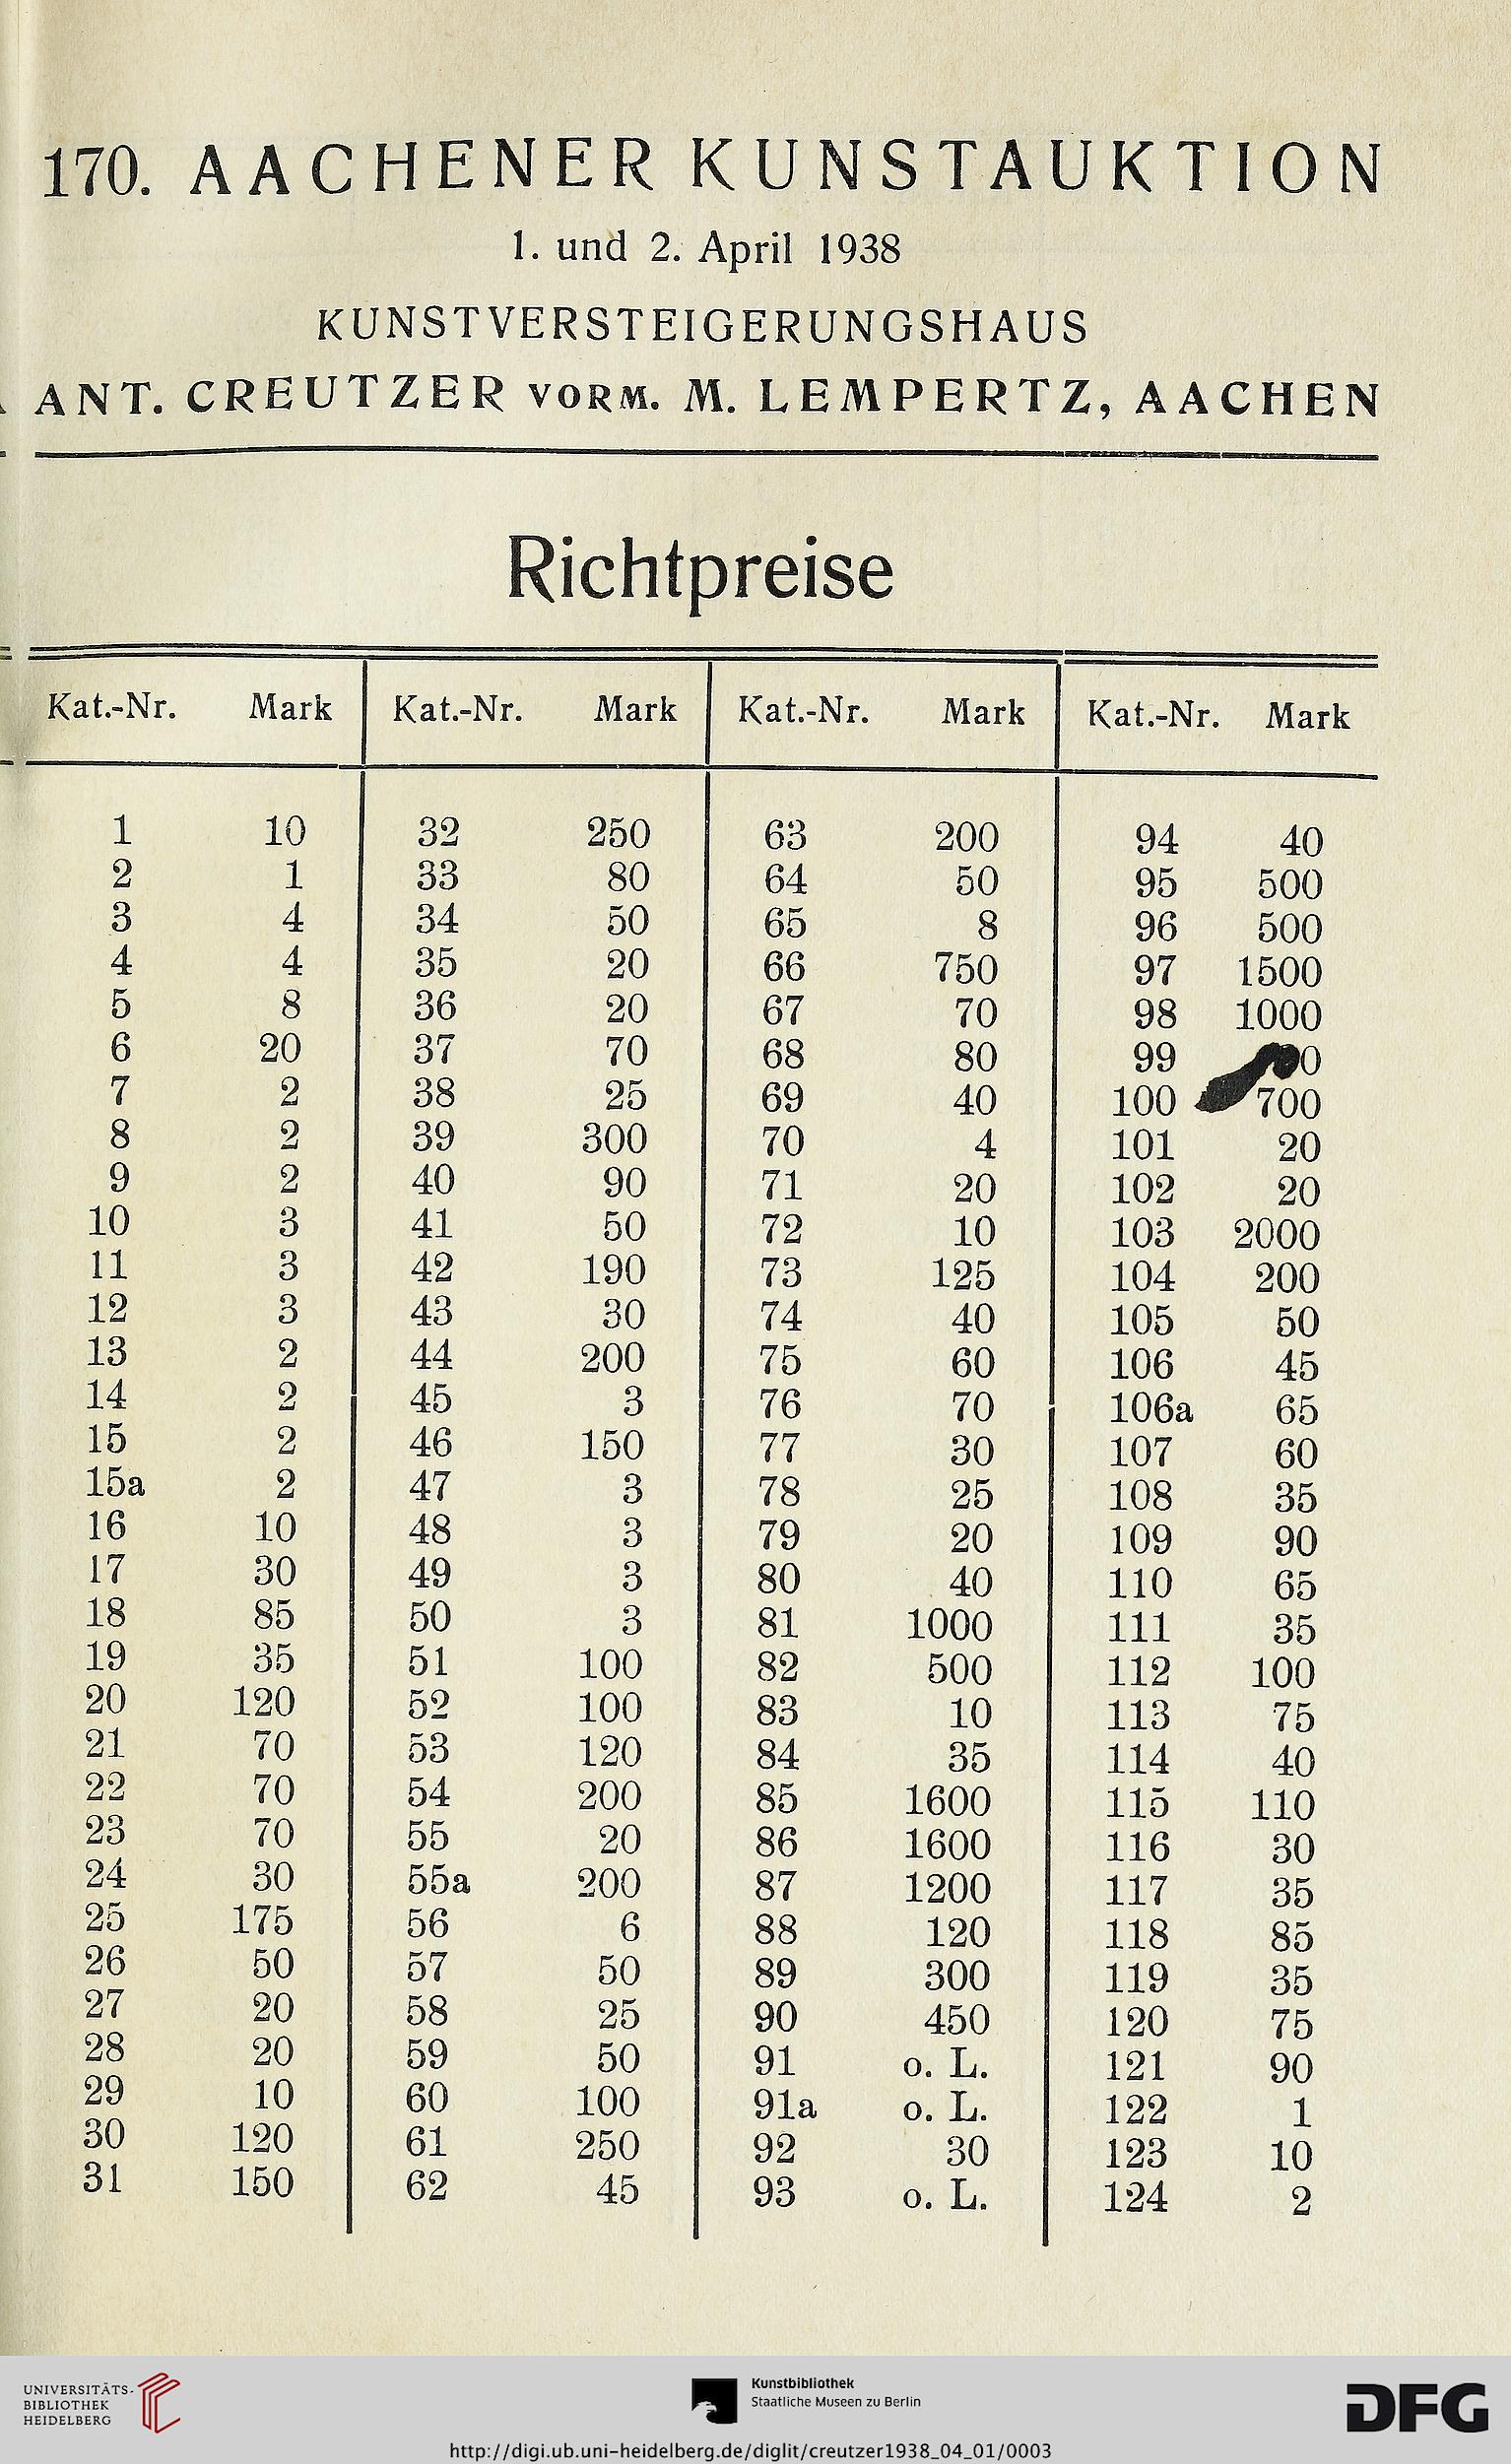 170. AACHENER KUNSTAUKTION
1. und 2. April 1938
KUNSTVERSTEIGERUNGSHAUS
ANT. CREUTZER VORM. M. LEMPERTZ, AACHEN
Richtpreise
Kat.-Nr. Mark Kat.-Nr. Mark Kat.-Nr. Mark Kat.-Nr. Mark
1 10 32 250 63 200 94 40
2 1 33 80 64 50 95 500
3 4 34 50 65 8 96 500
4 4 35 20 66 750 97 1500
5 8 36 20 67 70 98 1000
6 20 37 70 68 80 99
7 2 38 25 69 40 100 700
8 2 39 300 70 4 101 20
9 2 40 90 71 20 102 20
10 3 41 50 72 10 103 2000
11 3 42 190 73 125 104 200
12 3 43 30 74 40 105 50
13 2 44 200 75 60 106 45
14 2 45 3 76 70 106a 65
15 2 46 150 77 30 107 60
15a 2 47 3 78 25 108 35
16 10 48 3 79 20 109 90
17 30 49 3 80 40 110 65
18 85 50 3 81 1000 111 35
19 35 51 100 82 500 112 100
20 120 52 100 83 10 113 75
21 70 53 120 84 35 114 40
22 70 54 200 85 1600 115 110
23 70 55 20 86 1600 116 30
24 30 55a 200 87 1200 117 35
25 175 56 6 88 120 118 85
26 50 57 50 89 300 119 35
27 20 58 25 90 450 120 75
28 20 59 50 91 o. L. 121 90
29 10 60 100 91a o. L. 122 1
30 120 61 250 92 30 123 10
31 150 62 45 93 o. L. 124 2
UNIVERSITÄTS-
BIBLIOTHEK
HEIDELBERG
Kunstbibliothek
Staatliche Museen zu Berlin
DFG
http://digi.ub.uni-heidelberg.de/diglit/creutzer1938_04_01/0003